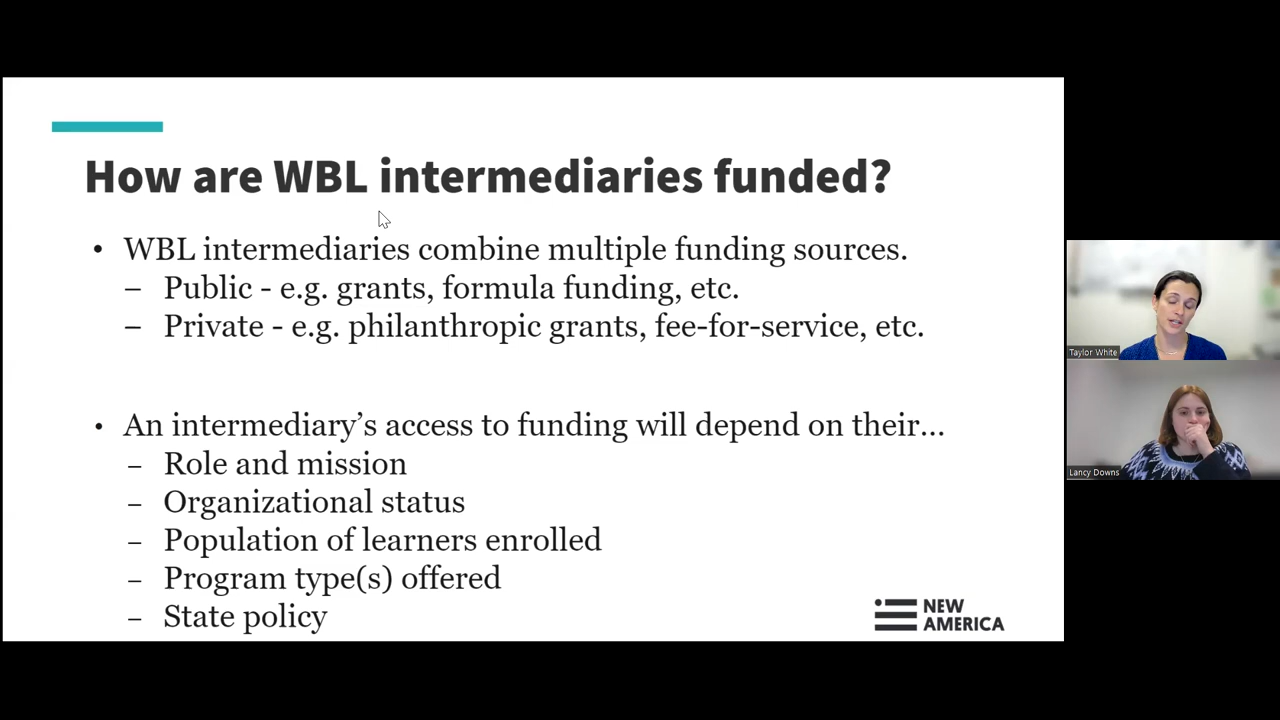 How are WBL intermediaries funded?
• WBL intermediaries combine multiple funding sources.
– Public - e.g. grants, formula funding, etc.
– Private - e.g. philanthropic grants, fee-for-service, etc.
• An intermediary’s access to funding will depend on their...
– Role and mission
– Organizational status
– Population of learners enrolled
– Program type(s) offered
– State policy
NEW
AMERICA
Taylor White
Lancy Downs